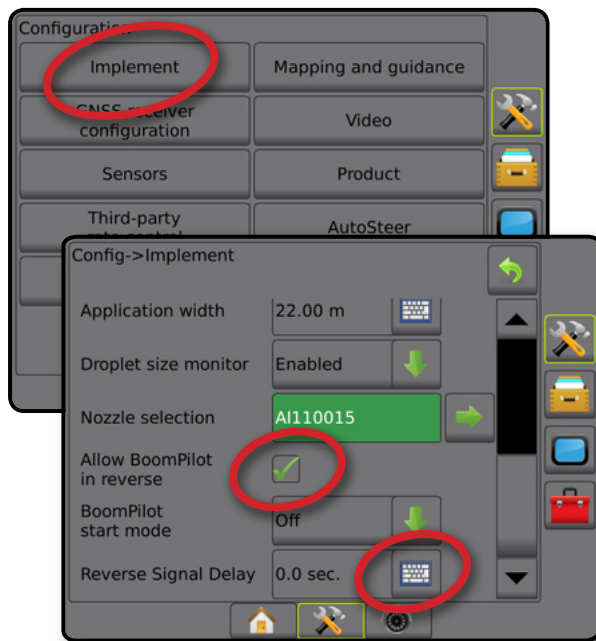 Configuration
Implement
Mapping and guidance
GNSS receiver
configuration
Video
Sensors
Product
Third-party
rate control
AutoSteer
Config->Implement
Application width
22.00 m
Droplet size monitor
Enabled
Nozzle selection
AI110015
Allow BoomPilot
in reverse
BoomPilot
start mode
Off
Reverse Signal Delay
0.0 sec.